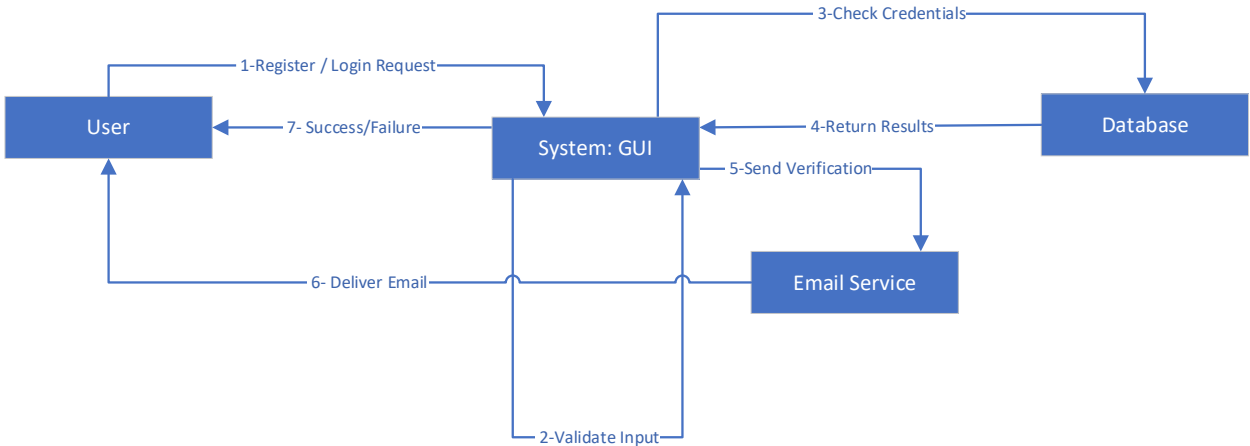 3-Check Credentials
1-Register / Login Request
User
7- Success/Failure
System: GUI
4-Return Results
Database
5-Send Verification
6- Deliver Email
Email Service
2-Validate Input